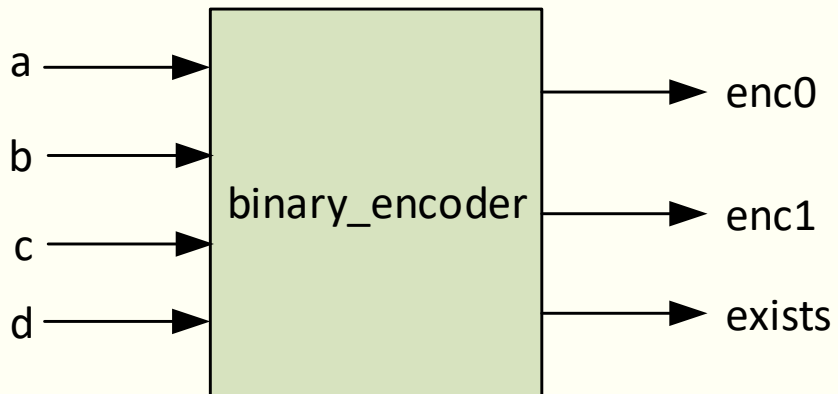 a
b
c
d
binary_encoder
enc0
enc1
exists